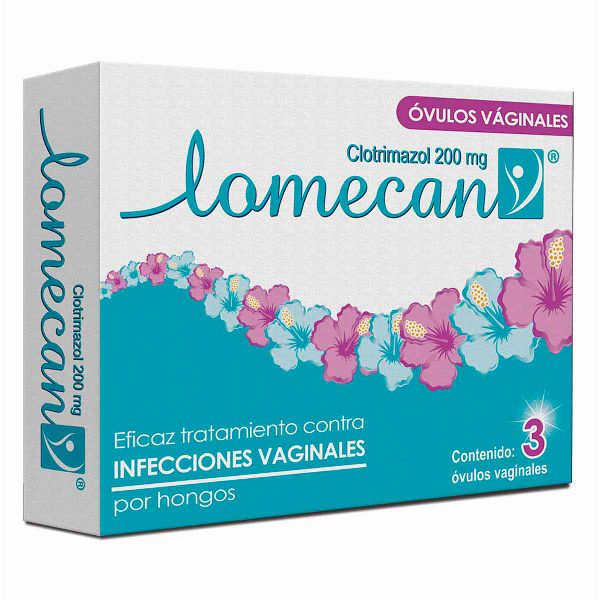 ÓVULOS VÁGINALES
Clotrimazol 200 mg
Lomecan V®
Eficaz tratamiento contra
INFECCIONES VAGINALES
por hongos
Contenido: 3
óvulos vaginales
Lomecan V®
Clotrimazol 200 mg